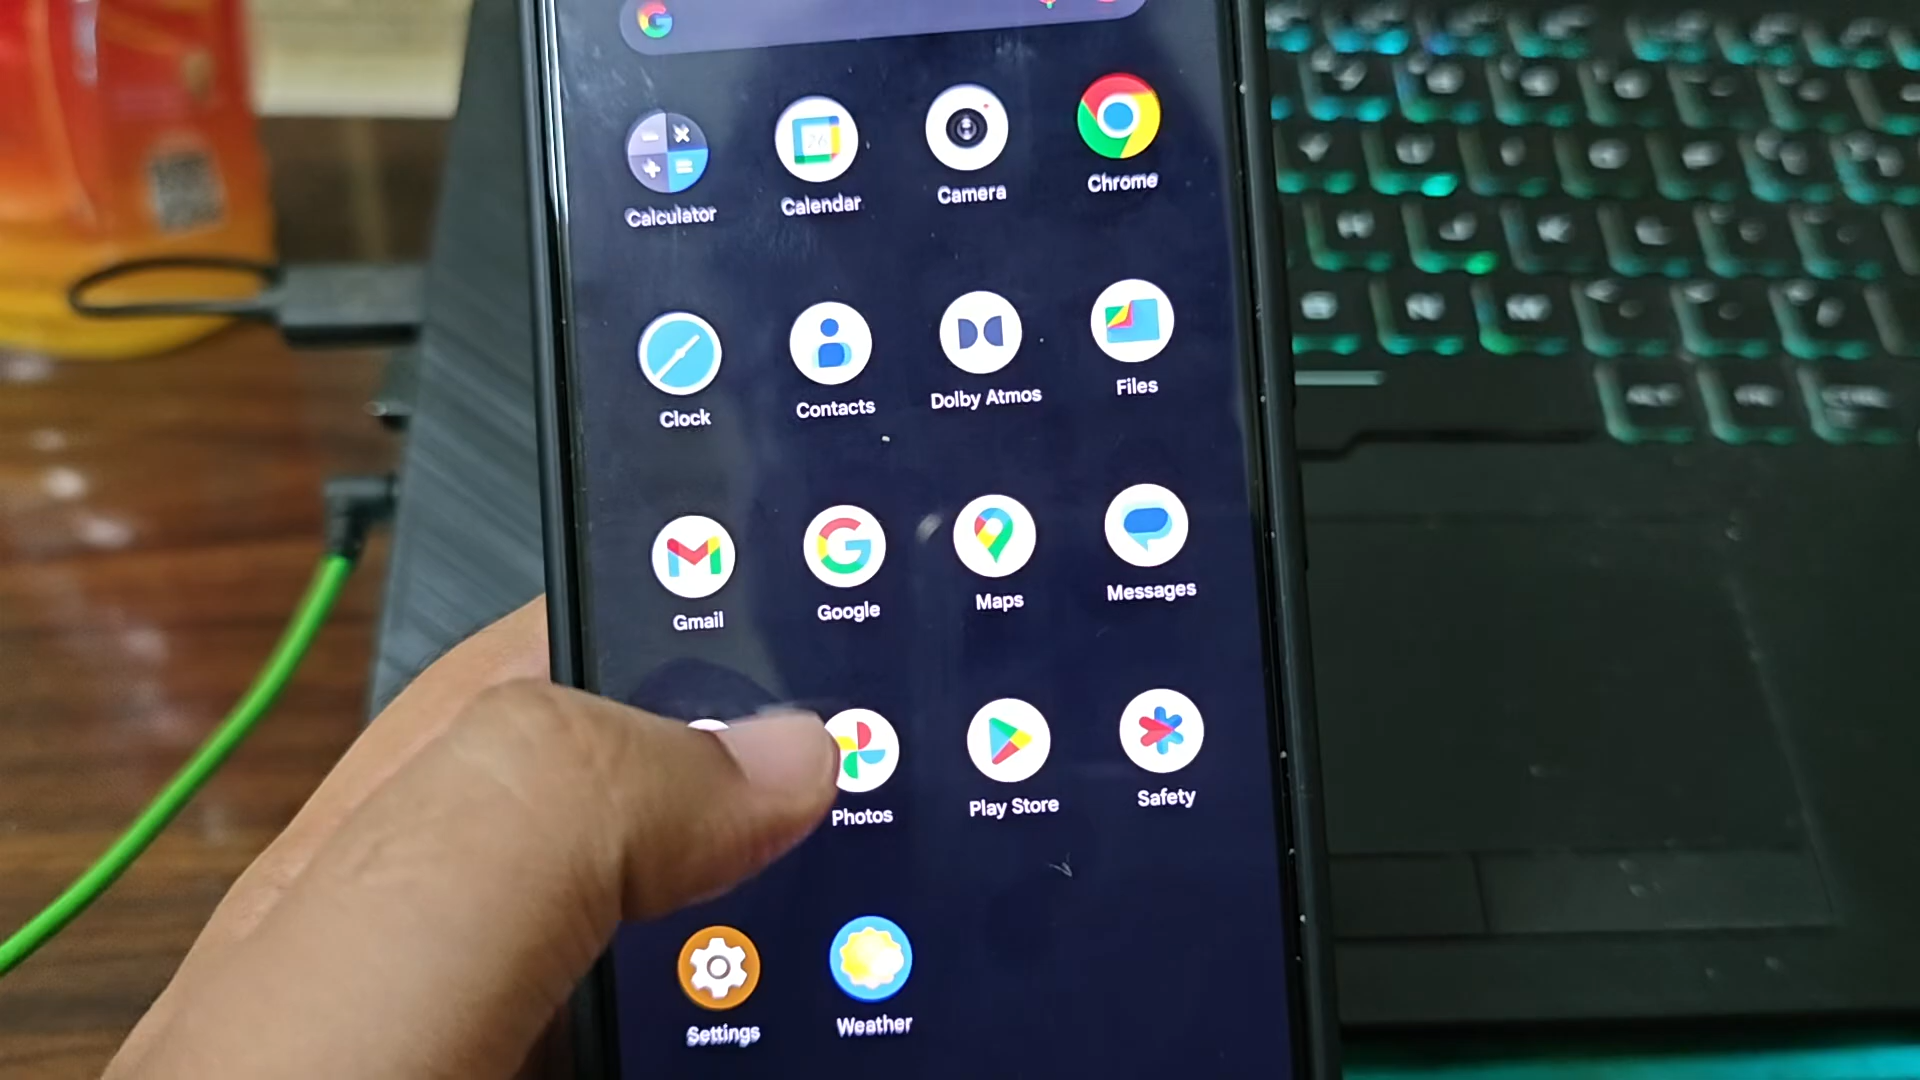 Calculator Calendar Camera Chrome
Clock Contacts Dolby Atmos Files
Gmail Google Maps Messages
Photos Play Store Safety
Settings Weather